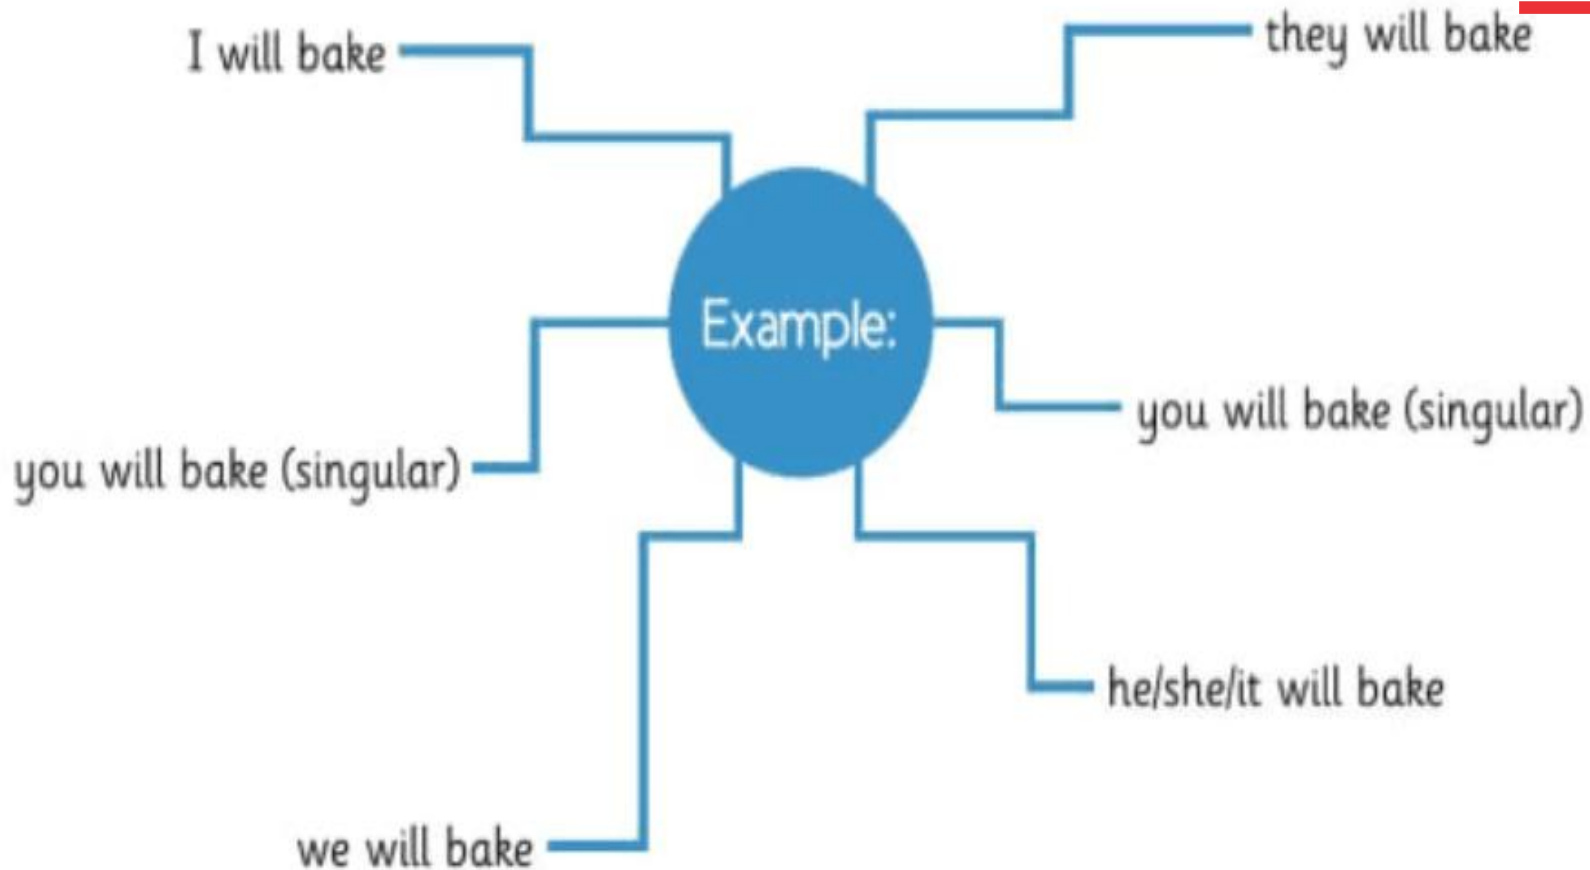 I will bake
they will bake
Example:
you will bake (singular)
you will bake (singular)
he/she/it will bake
we will bake